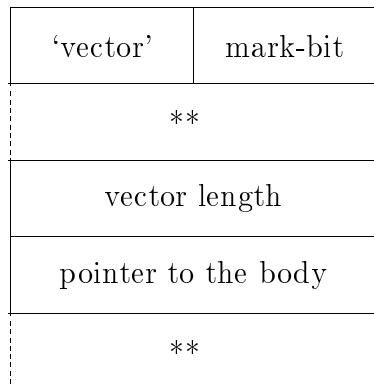 ‘vector’ mark-bit
**
vector length
pointer to the body
**